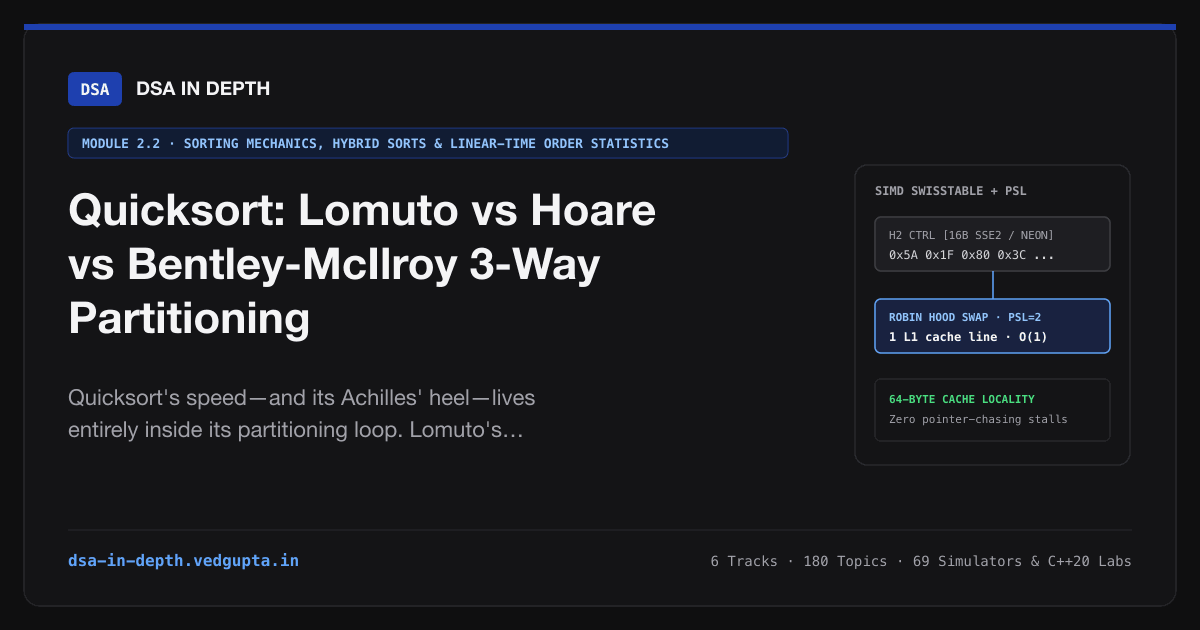 DSA
DSA IN DEPTH
MODULE 2.2 · SORTING MECHANICS, HYBRID SORTS & LINEAR-TIME ORDER STATISTICS
Quicksort: Lomuto vs Hoare
vs Bentley-McIlroy 3-Way
Partitioning
Quicksort's speed—and its Achilles' heel—lives
entirely inside its partitioning loop. Lomuto's…
SIMD SWISSTABLE + PSL
H2 CTRL [16B SSE2 / NEON]
0x5A 0x1F 0x80 0x3C ...
ROBIN HOOD SWAP · PSL=2
1 L1 cache line · O(1)
64-BYTE CACHE LOCALITY
Zero pointer-chasing stalls
dsa-in-depth.vedgupta.in
6 Tracks · 180 Topics · 69 Simulators & C++20 Labs